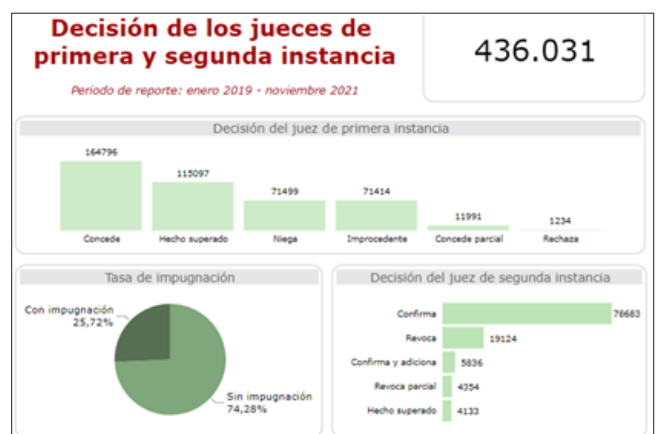 Decisión de los jueces de
primera y segunda instancia
Periodo de reporte: enero 2019 - noviembre 2021
436.031
Decisión del juez de primera instancia
164796
115097
71499
71414
11991
1234
Concede
Hecho superado
Niega
Improcedente
Concede parcial
Rechaza
Tasa de impugnación
Con impugnación
25,72%
Sin impugnación
74,28%
Decisión del juez de segunda instancia
Confirma
78683
Revoca
19124
Confirma y adiciona
5836
Revoca parcial
4354
Hecho superado
4133